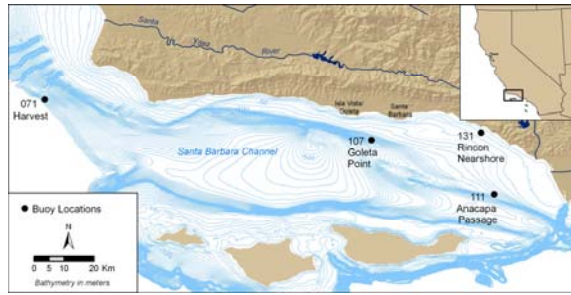 Santa
Ynez
River
071
Harvest
Isla Vista
Goleta
Santa
Barbara
107
Goleta
Point
131
Rincon
Nearshore
Santa Barbara Channel
111
Anacapa
Passage
Buoy Locations
N
0 5 10 20 Km
Bathymetry in meters